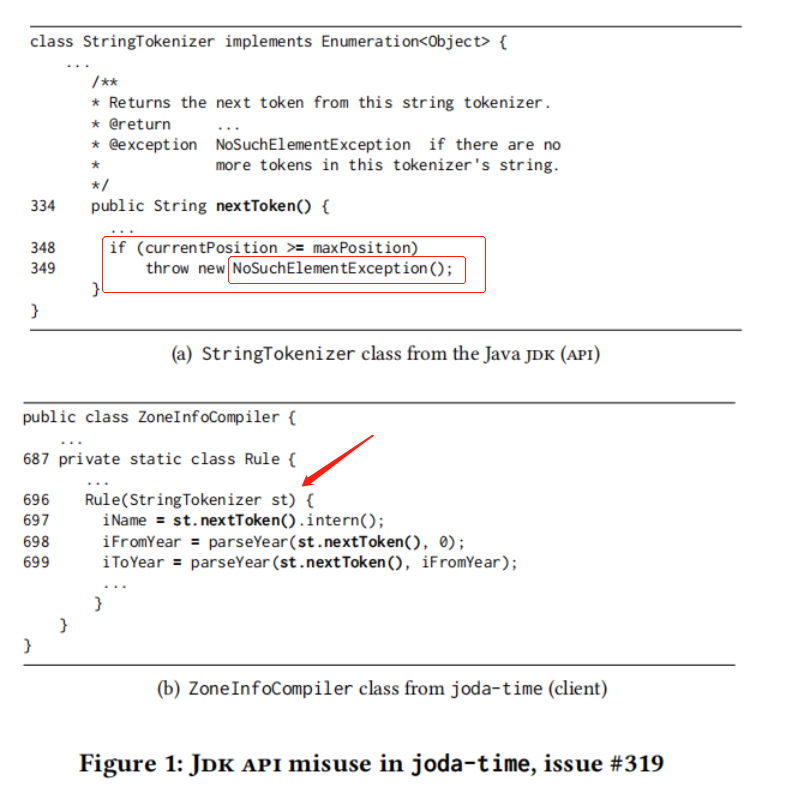 class StringTokenizer implements Enumeration<Object> {
...
/**
* Returns the next token from this string tokenizer.
* @return ...
* @exception NoSuchElementException if there are no
* more tokens in this tokenizer's string.
*/
334 public String nextToken() {
...
348 if (currentPosition >= maxPosition)
349 throw new NoSuchElementException();
}
}
(a) StringTokenizer class from the Java JDK (API)
public class ZoneInfoCompiler {
...
687 private static class Rule {
...
696 Rule(StringTokenizer st) {
697 iName = st.nextToken().intern();
698 iFromYear = parseYear(st.nextToken(), 0);
699 iToYear = parseYear(st.nextToken(), iFromYear);
...
}
}
}
(b) ZoneInfoCompiler class from joda-time (client)
Figure 1: JDK API misuse in joda-time, issue #319